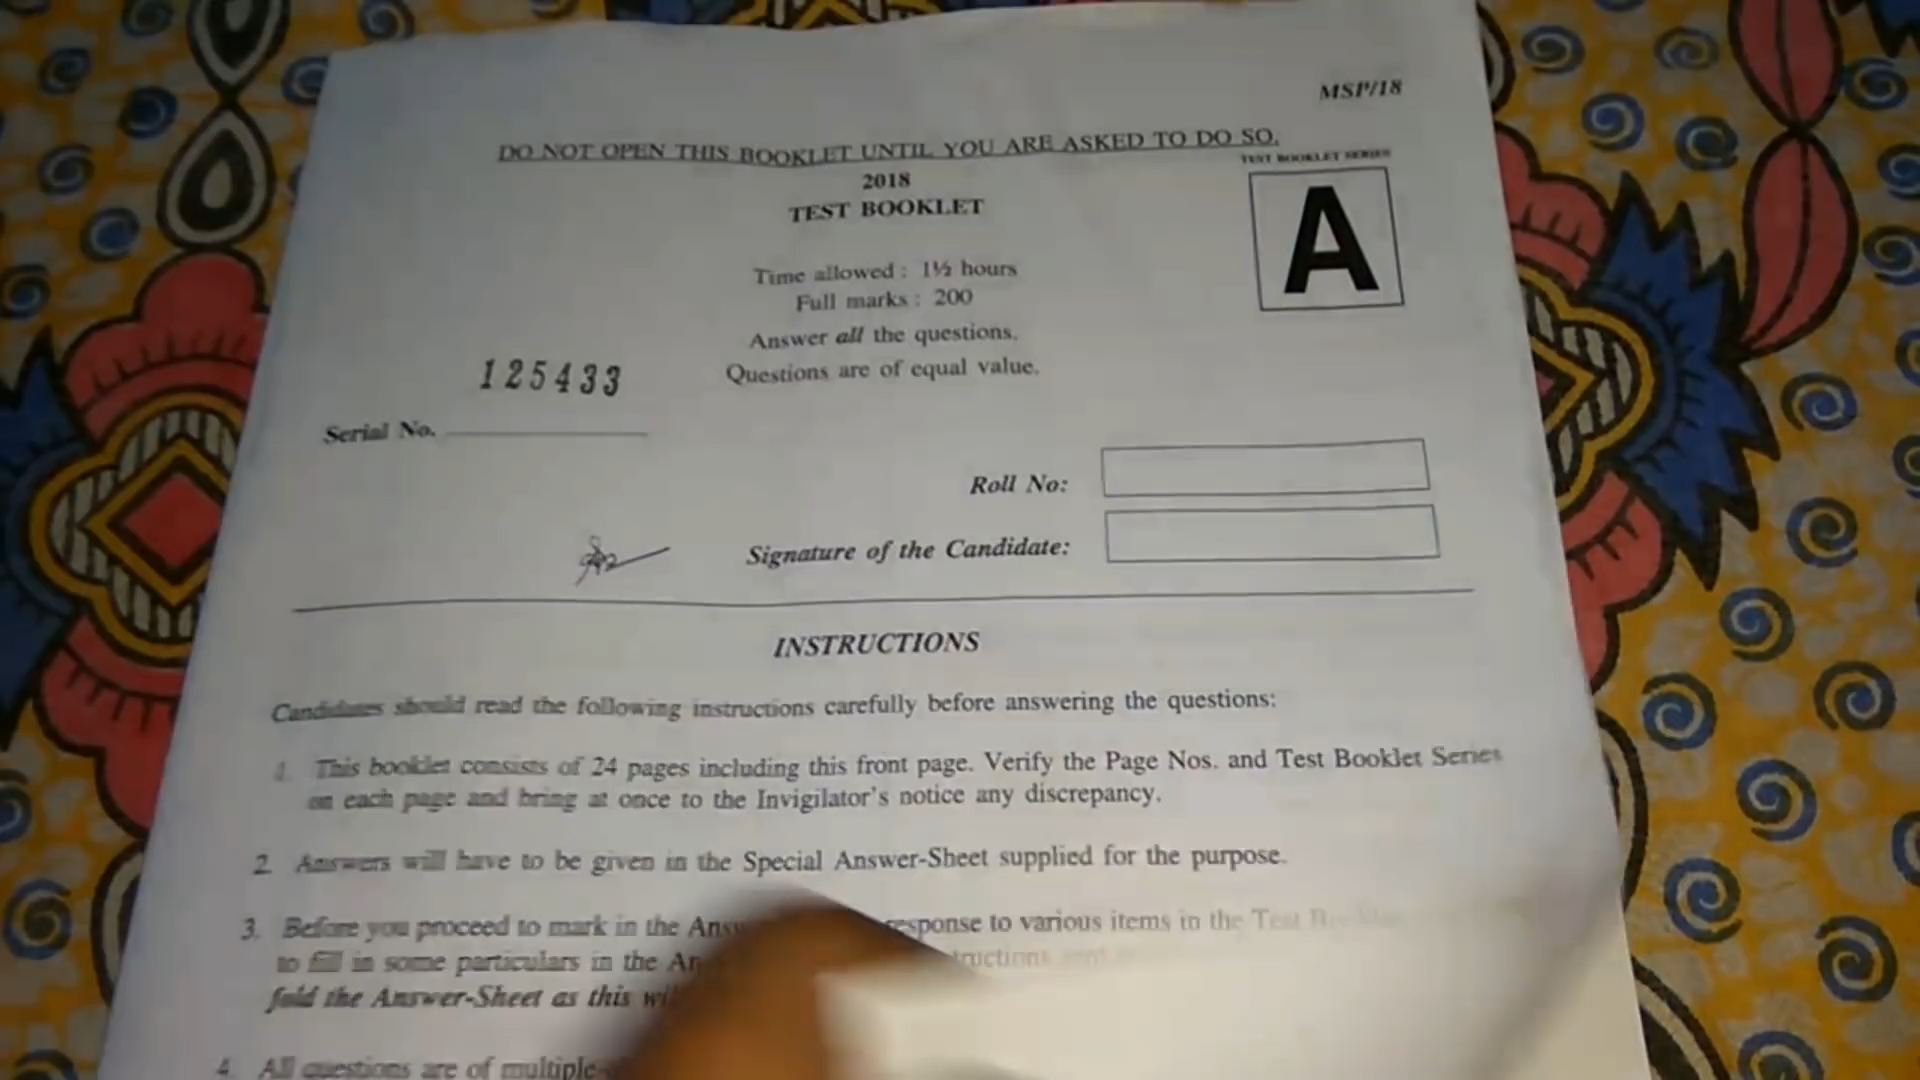 MSP/18
DO NOT OPEN THIS BOOKLET UNTIL YOU ARE ASKED TO DO SO.
TEST BOOKLET SERIES
A
2018
TEST BOOKLET
Time allowed : 1½ hours
Full marks : 200
Answer all the questions.
Questions are of equal value.
125433
Serial No.
Roll No:
Signature of the Candidate:
INSTRUCTIONS
Candidates should read the following instructions carefully before answering the questions:
1. This booklet consists of 24 pages including this front page. Verify the Page Nos. and Test Booklet Series
on each page and bring at once to the Invigilator's notice any discrepancy.
2. Answers will have to be given in the Special Answer-Sheet supplied for the purpose.
3. Before you proceed to mark in the response to various items in the Test
to fill in some particulars in the
fold the Answer-Sheet as this
4. All questions are of multiple-